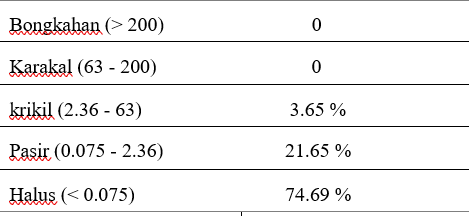 Bongkahan (> 200) 0
Karakal (63 - 200) 0
krikil (2.36 - 63) 3.65 %
Pasir (0.075 - 2.36) 21.65 %
Halus (< 0.075) 74.69 %